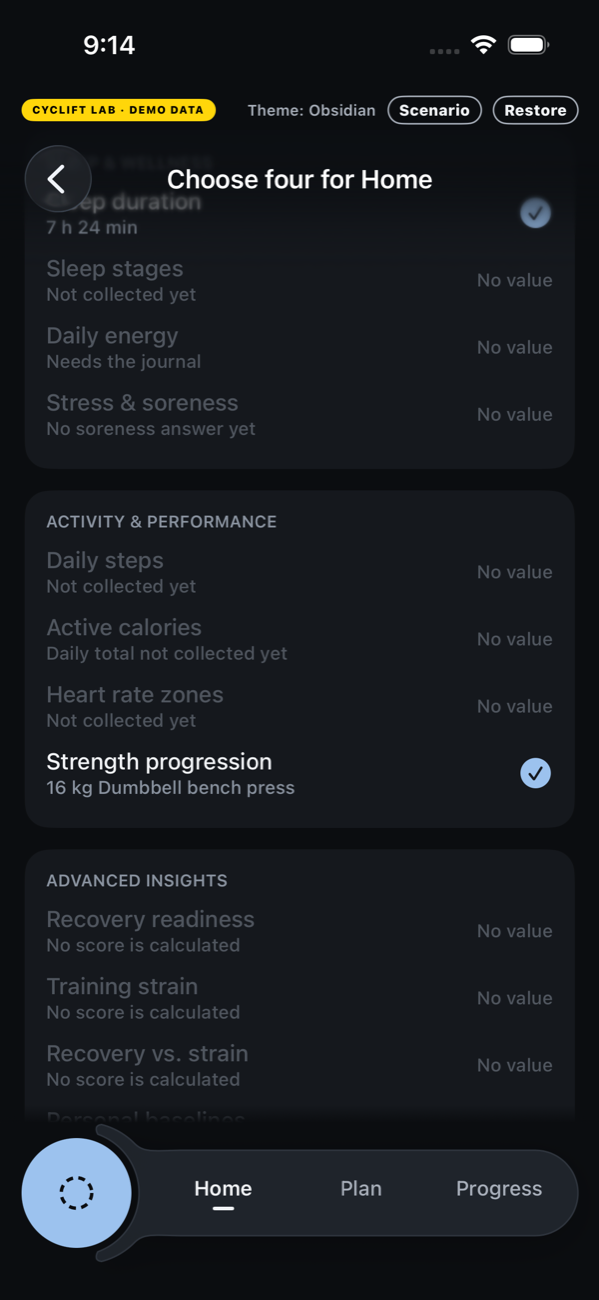 9:14
CYCLIFT LAB · DEMO DATA
Theme: Obsidian
Scenario
Restore
Choose four for Home
Sleep duration
7 h 24 min
Sleep stages
Not collected yet
No value
Daily energy
Needs the journal
No value
Stress & soreness
No soreness answer yet
No value
ACTIVITY & PERFORMANCE
Daily steps
Not collected yet
No value
Active calories
Daily total not collected yet
No value
Heart rate zones
Not collected yet
No value
Strength progression
16 kg Dumbbell bench press
ADVANCED INSIGHTS
Recovery readiness
No score is calculated
No value
Training strain
No score is calculated
No value
Recovery vs. strain
No score is calculated
No value
Personal baselines
Home
Plan
Progress